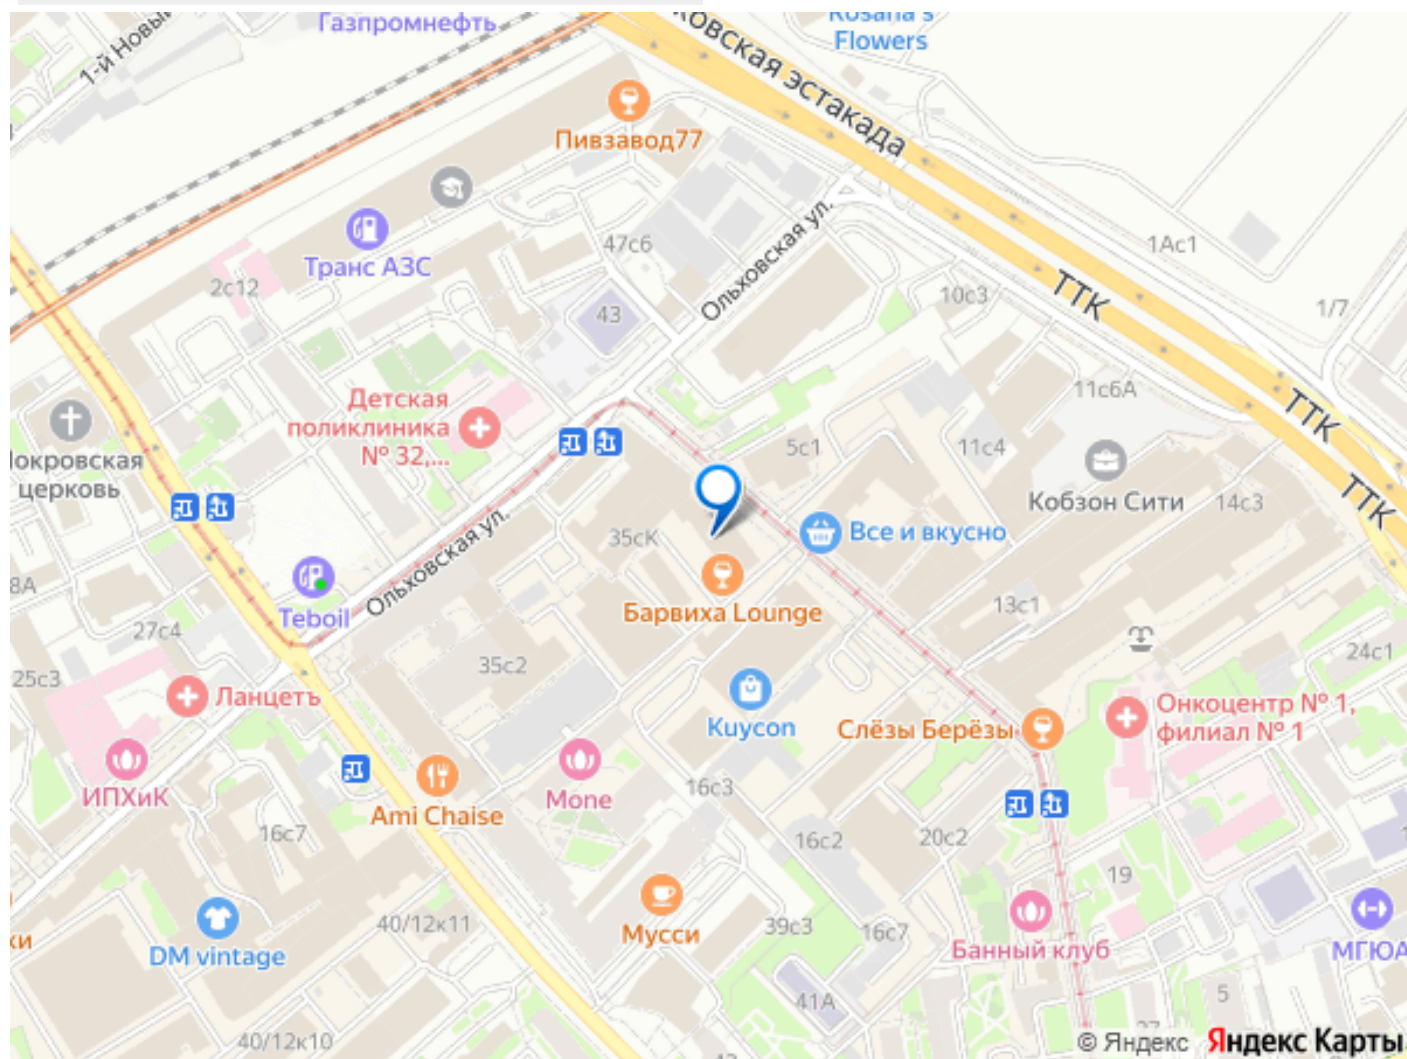 1-й Новый
Газпромнефть
Flowers
эстакада
Пивзавод77
Транс АЗС
2с12
47с6
43
Ольховская ул.
10с3
1Ас1
ТТК
1/7
ТТК
ТТК
Детская
поликлиника
№ 32,...
5с1
11с6А
11с4
Кобзон Сити
14с3
церковь
35сК
Все и вкусно
Ольховская ул.
Teboil
Барвиха Lounge
13с1
24с1
27с4
25с3
8А
Ланцетъ
35с2
Kuycon
Слёзы Берёзы
Онкоцентр № 1,
филиал № 1
ИПХиК
Ami Chaise
Mone
16с3
16с7
16с2
20с2
19
DM vintage
40/12к11
Мусси
39с3
16с7
Банный клуб
МГЮА
41А
5
40/12к10
© Яндекс Яндекс Карты